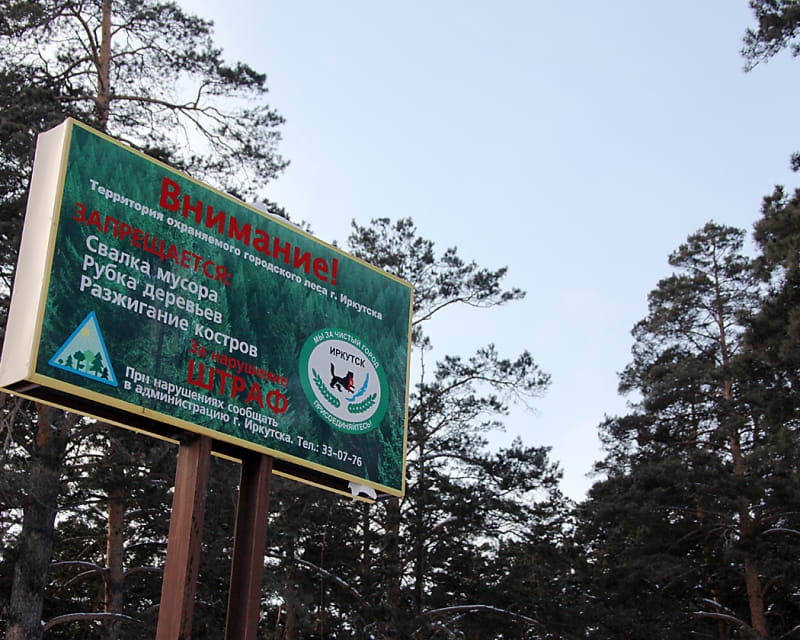 Внимание!
Территория охраняемого городского леса г. Иркутска
ЗАПРЕЩАЕТСЯ:
Свалка мусора
Рубка деревьев
Разжигание костров
За нарушение
ШТРАФ
При нарушениях сообщать
в администрацию г. Иркутска. Тел.: 33-07-76
МЫ ЗА ЧИСТЫЙ ГОРОД
ИРКУТСК
ПРИСОЕДИНЯЙТЕСЬ!